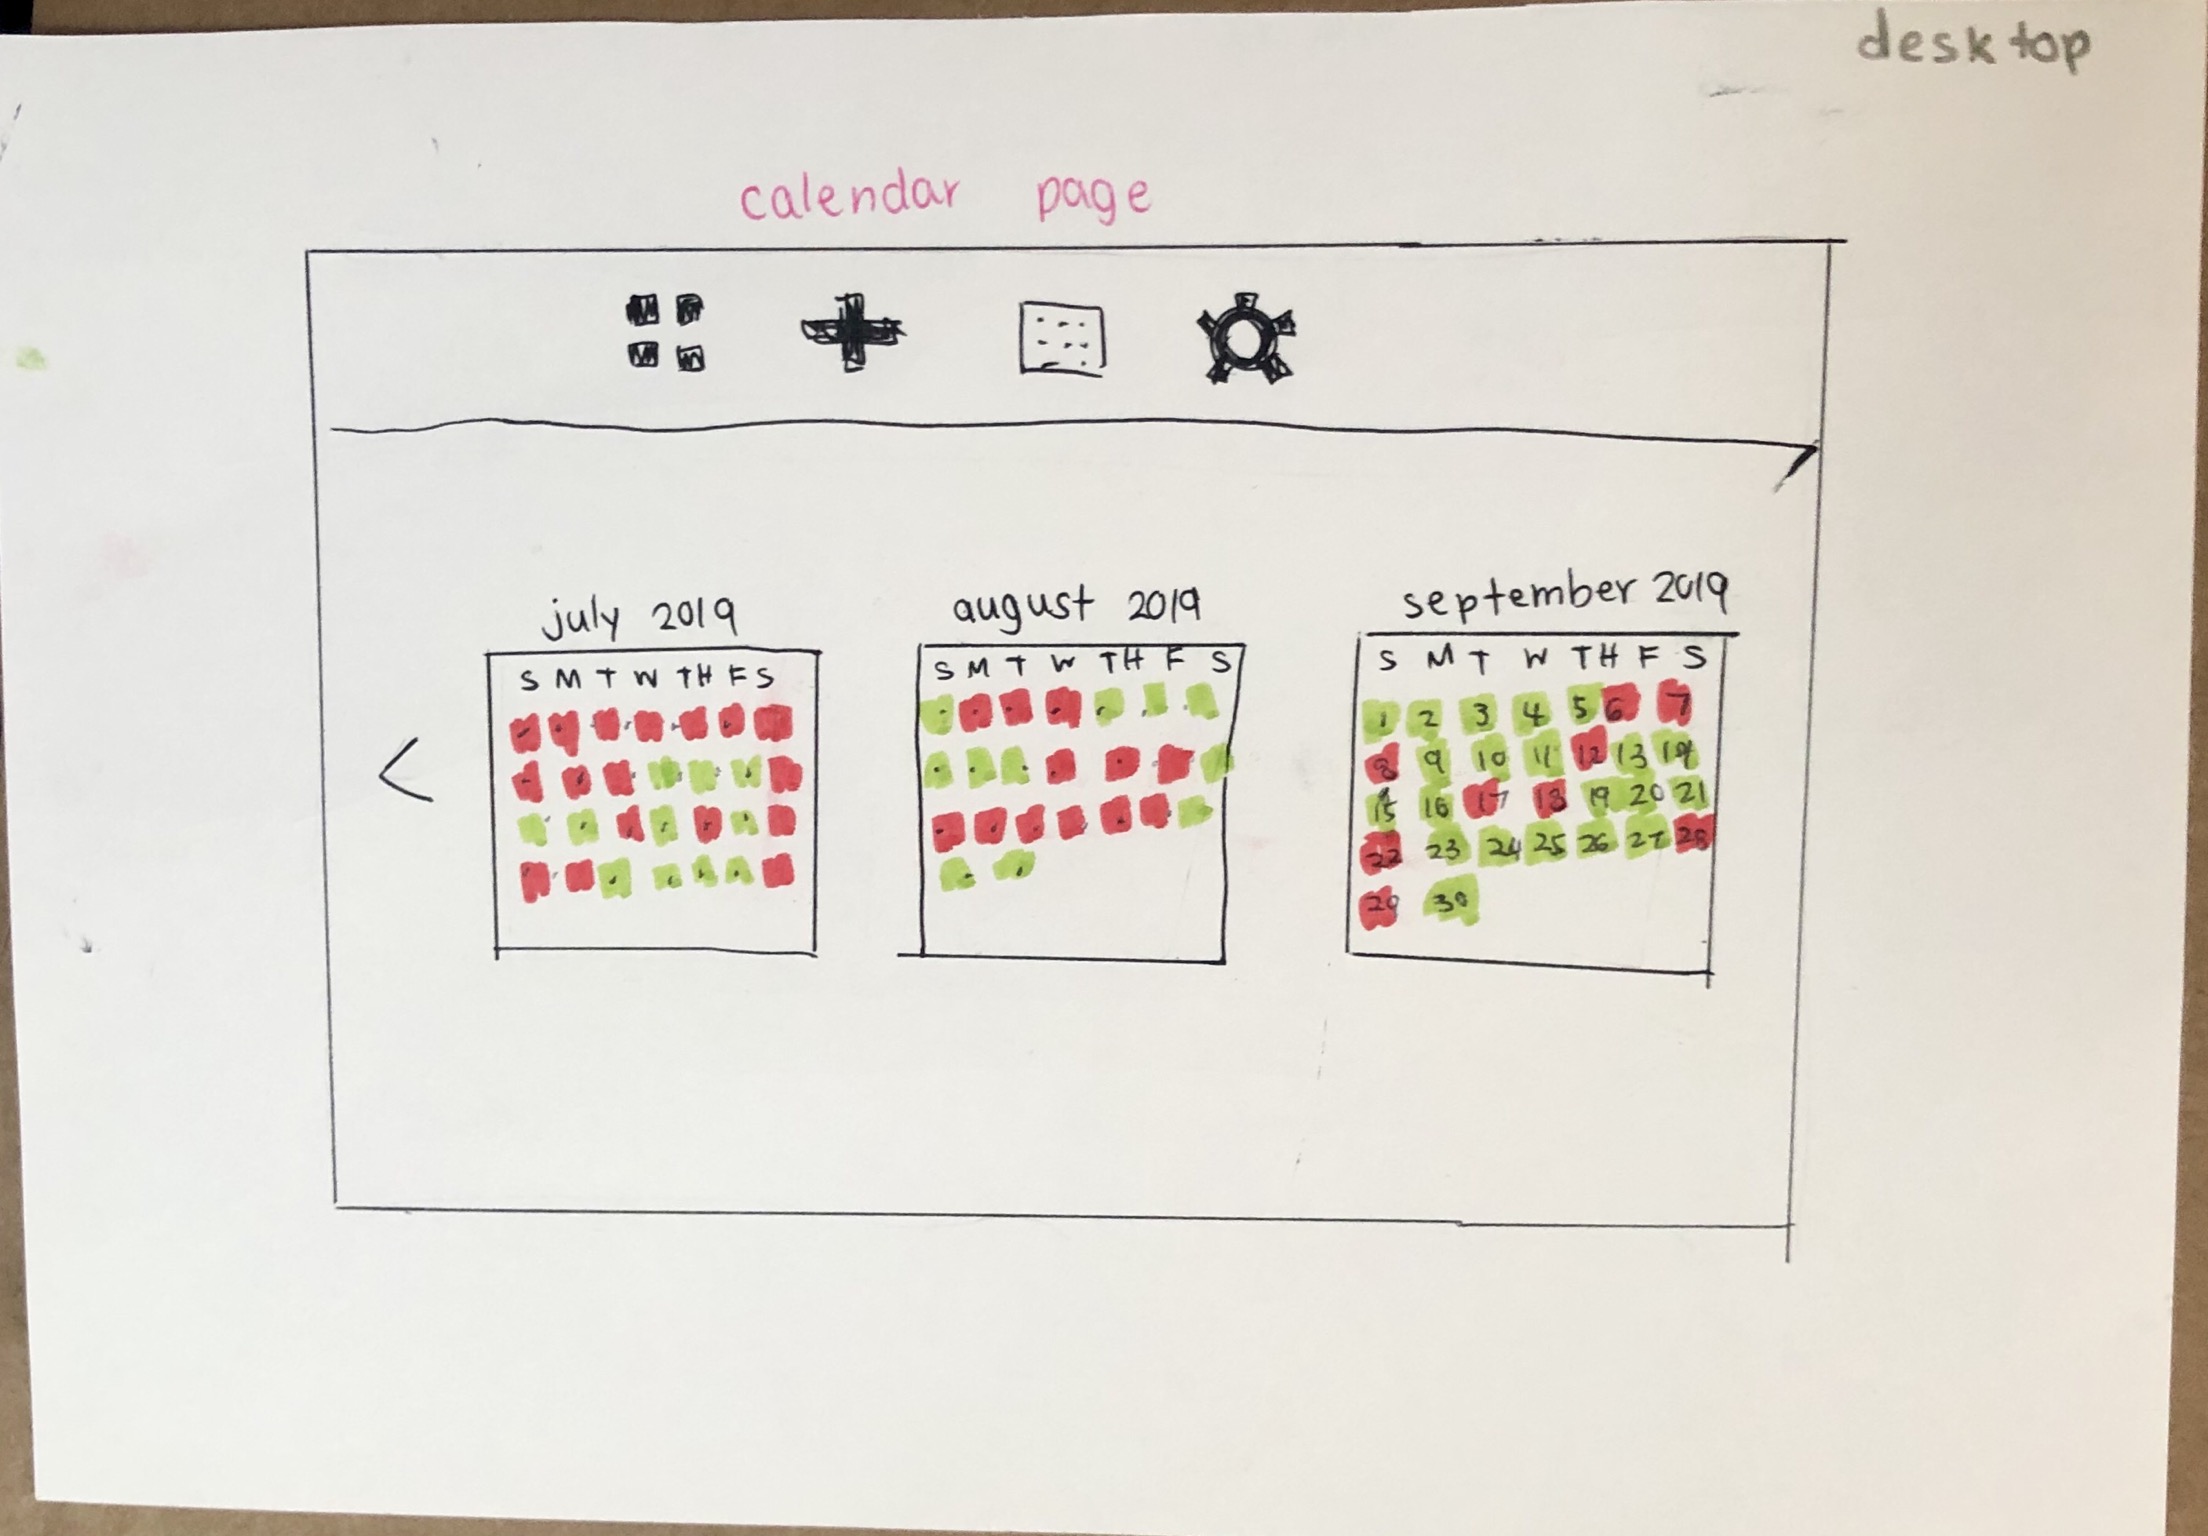 desktop
calendar page
july 2019
S M T W TH F S
august 2019
S M T W TH F S
september 2019
S M T W TH F S
1 2 3 4 5 6 7
8 9 10 11 12 13 14
15 16 17 18 19 20 21
22 23 24 25 26 27 28
29 30